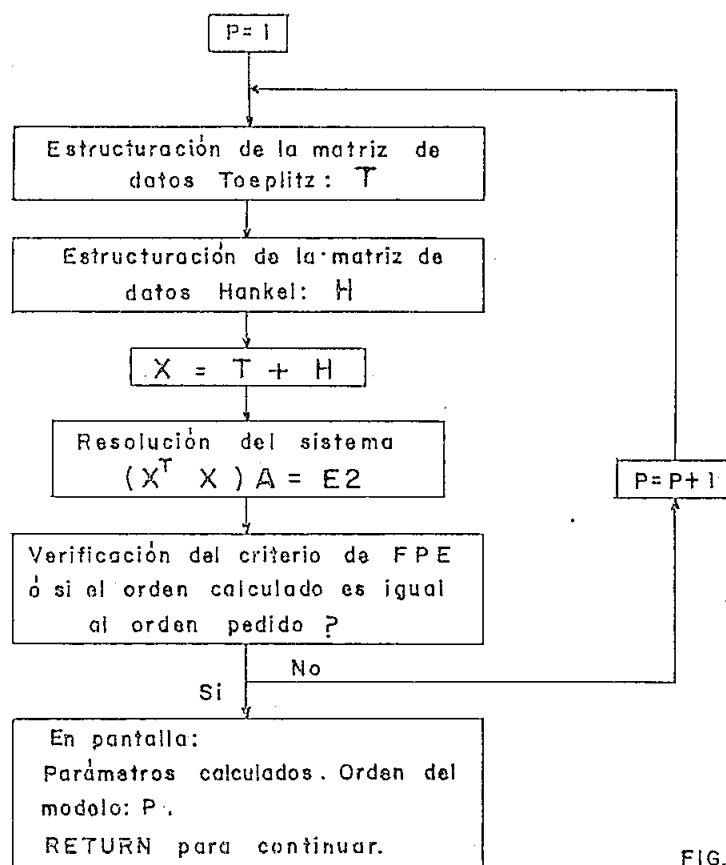 P=1
Estructuración de la matriz de
datos Toeplitz: T
Estructuración de la matriz de
datos Hankel: H
X = T + H
Resolución del sistema
(X^T X) A = E2
P=P+1
Verificación del criterio de FPE
ó si el orden calculado es igual
al orden pedido ?
No
Si
En pantalla:
Parámetros calculados. Orden del
modolo: P.
RETURN para continuar.
FIG.